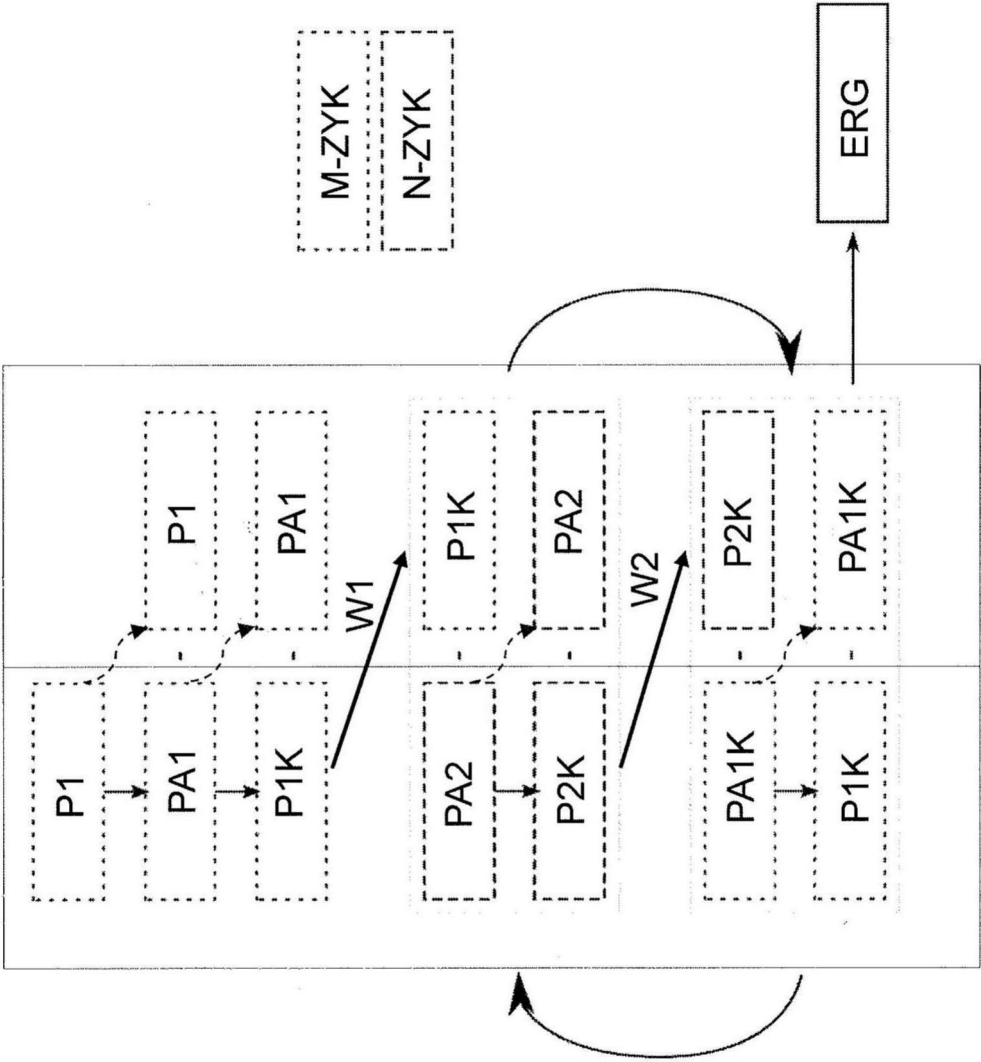 P1
PA1 P1
P1K PA1
M-ZYK
W1
N-ZYK
PA2 P1K
P2K PA2
W2
PA1K P2K
P1K PA1K ERG